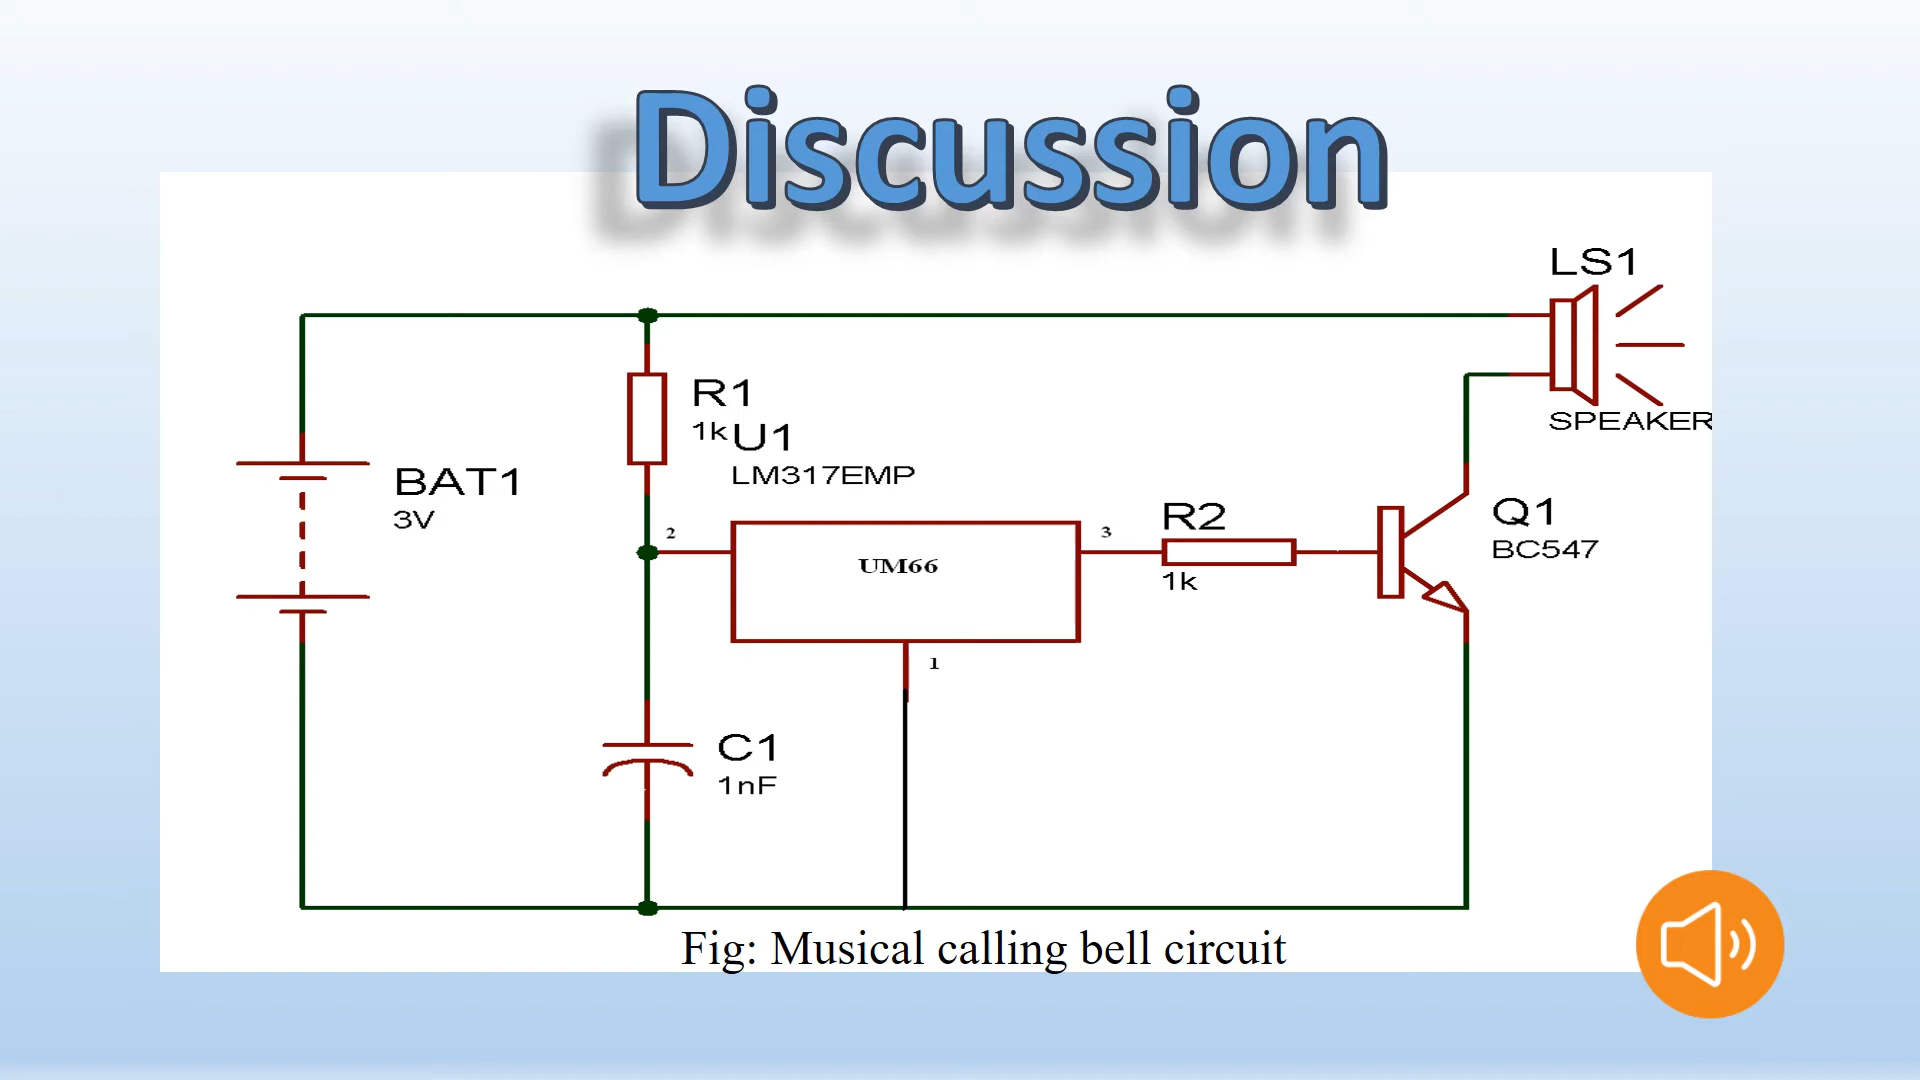 Discussion
LS1
SPEAKER
R1
1k
U1
LM317EMP
BAT1
3V
2
UM66
3
R2
1k
Q1
BC547
1
C1
1nF
Fig: Musical calling bell circuit